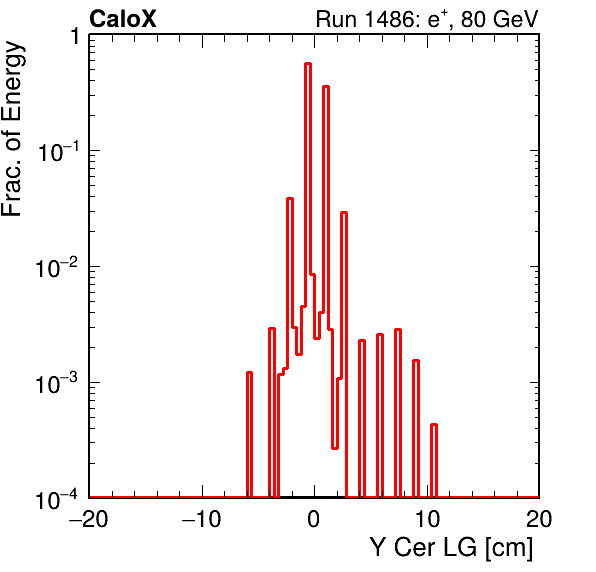 CaloX Run 1486: e⁺, 80 GeV
Frac. of Energy
1
10⁻¹
10⁻²
10⁻³
10⁻⁴
−20 −10 0 10 20
Y Cer LG [cm]